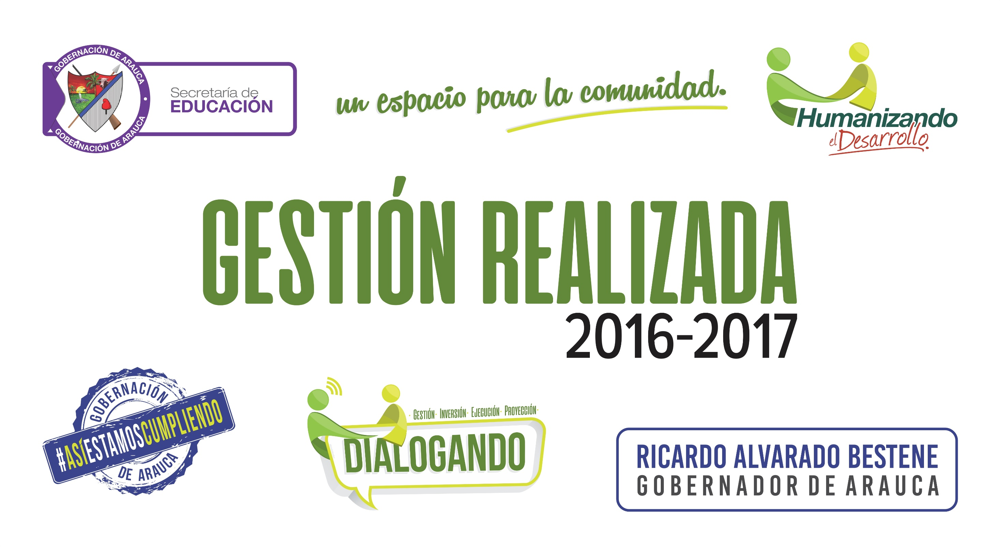 GOBERNACIÓN DE ARAUCA
GOBERNACIÓN DE ARAUCA
Secretaría de
EDUCACIÓN
un espacio para la comunidad.
Humanizando
el Desarrollo
GESTIÓN REALIZADA
2016-2017
GOBERNACIÓN
#ASÍESTAMOSCUMPLIENDO
DE ARAUCA
· GESTIÓN · INVERSIÓN · EJECUCIÓN · PROYECCIÓN ·
DIALOGANDO
RICARDO ALVARADO BESTENE
GOBERNADOR DE ARAUCA